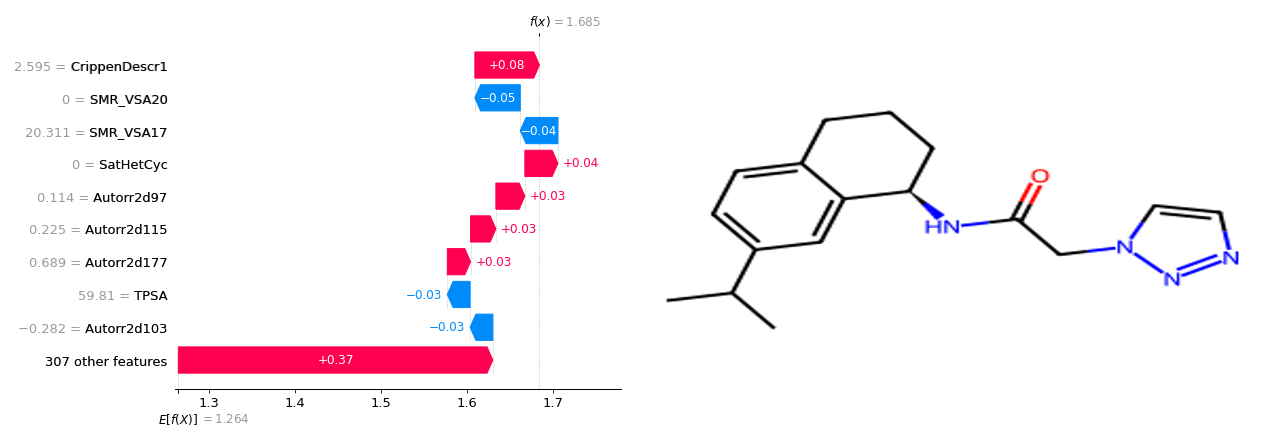 f(x) = 1.685
2.595 = CrippenDescr1 +0.08
0 = SMR_VSA20 −0.05
20.311 = SMR_VSA17 −0.04
0 = SatHetCyc +0.04
0.114 = Autorr2d97 +0.03
0.225 = Autorr2d115 +0.03
0.689 = Autorr2d177 +0.03
59.81 = TPSA −0.03
−0.282 = Autorr2d103 −0.03
307 other features +0.37
1.3 1.4 1.5 1.6 1.7
E[f(X)] = 1.264
O
HN
N
N
N